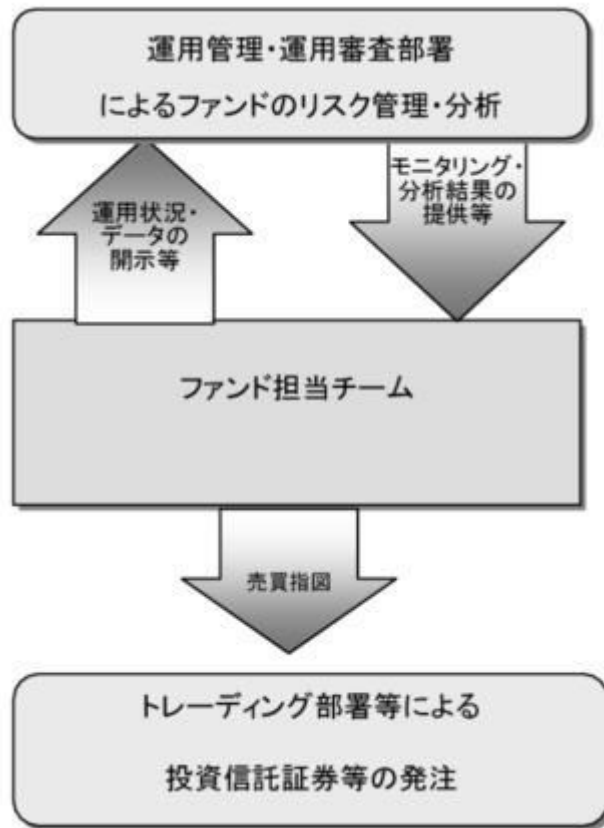 運用管理・運用審査部署
によるファンドのリスク管理・分析
運用状況・
データの
開示等
モニタリング・
分析結果の
提供等
ファンド担当チーム
売買指図
トレーディング部署等による
投資信託証券等の発注